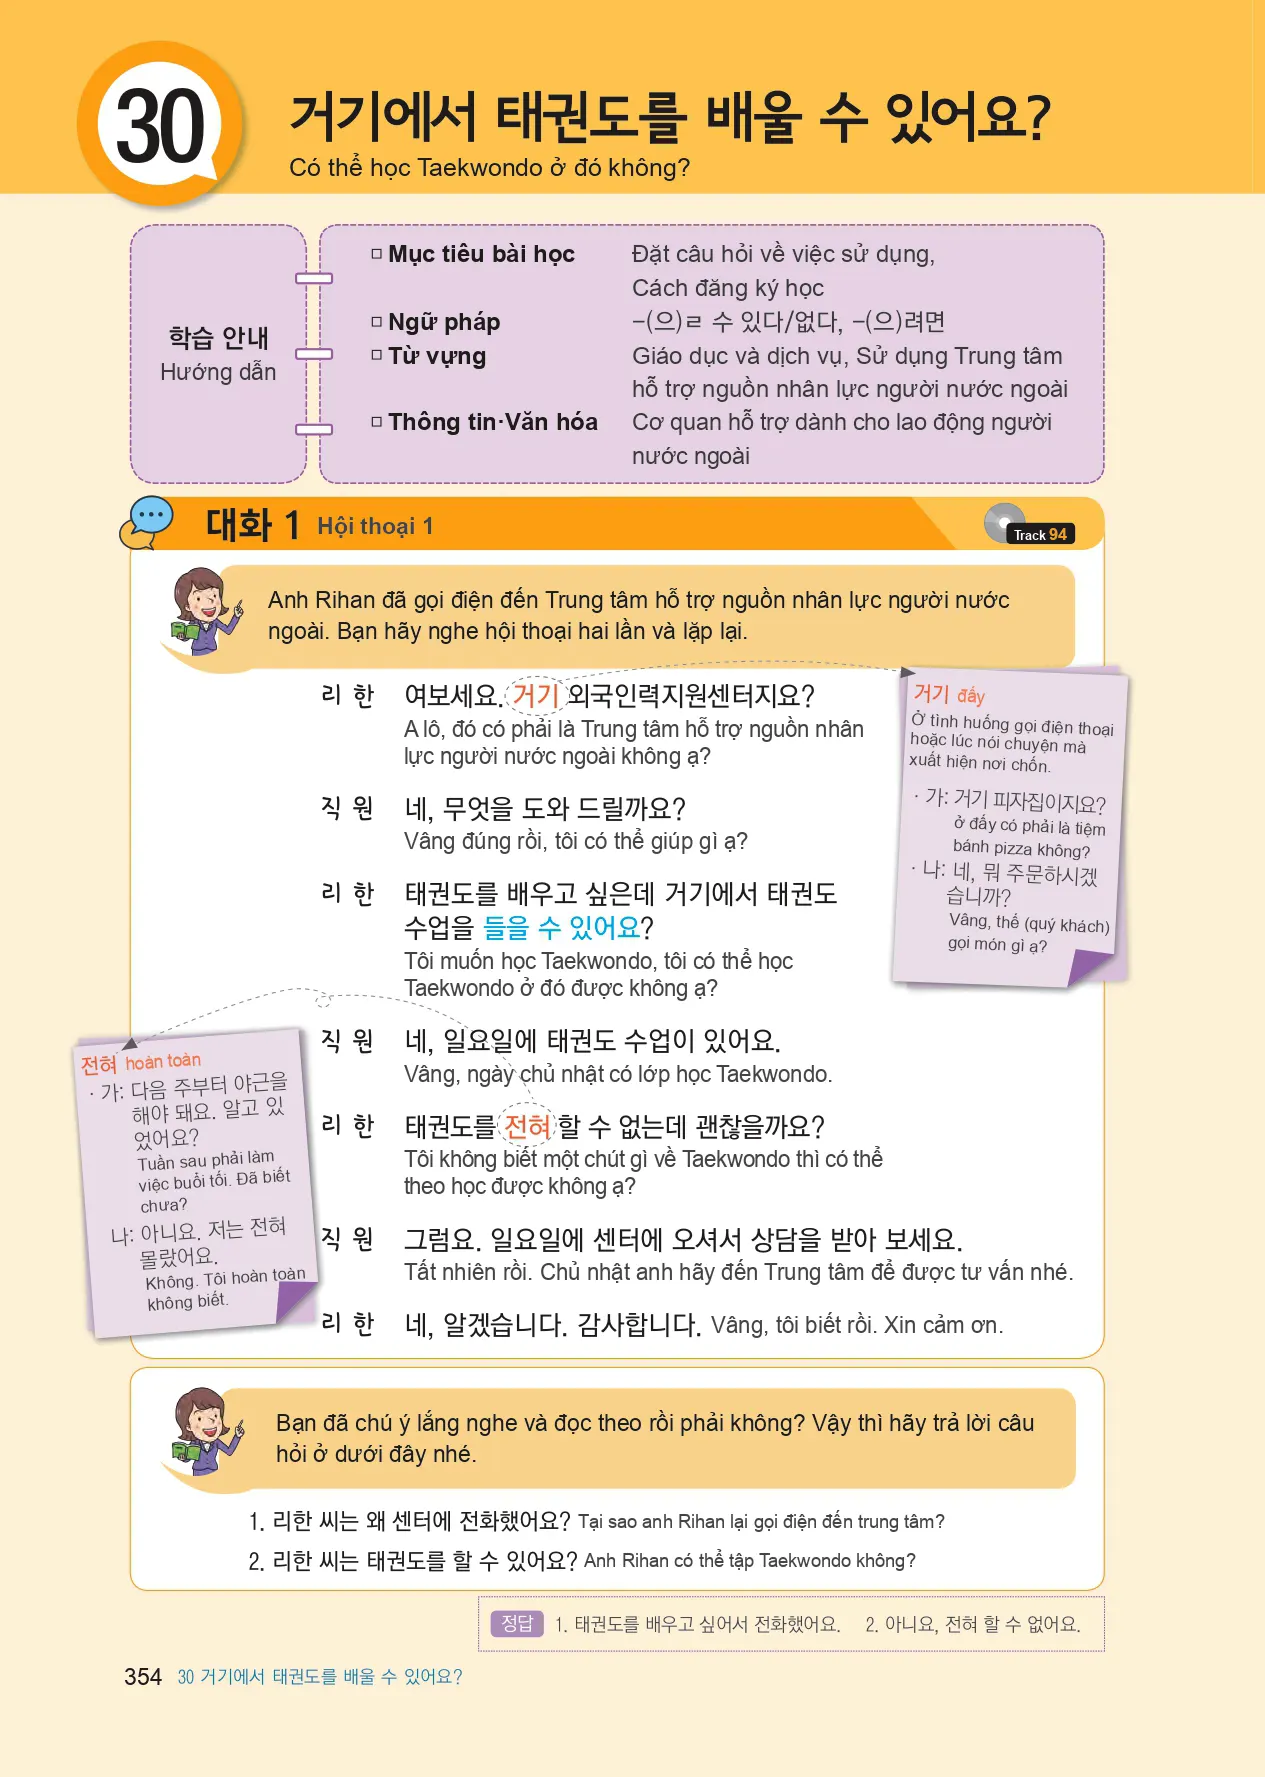 30
거기에서 태권도를 배울 수 있어요?
Có thể học Taekwondo ở đó không?
학습 안내
Hướng dẫn
□ Mục tiêu bài học Đặt câu hỏi về việc sử dụng,
Cách đăng ký học
□ Ngữ pháp –(으)ㄹ 수 있다/없다, –(으)려면
□ Từ vựng Giáo dục và dịch vụ, Sử dụng Trung tâm
hỗ trợ nguồn nhân lực người nước ngoài
□ Thông tin·Văn hóa Cơ quan hỗ trợ dành cho lao động người
nước ngoài
대화 1 Hội thoại 1
Track 94
Anh Rihan đã gọi điện đến Trung tâm hỗ trợ nguồn nhân lực người nước
ngoài. Bạn hãy nghe hội thoại hai lần và lặp lại.
리 한 여보세요. 거기 외국인력지원센터지요?
A lô, đó có phải là Trung tâm hỗ trợ nguồn nhân
lực người nước ngoài không ạ?
직 원 네, 무엇을 도와 드릴까요?
Vâng đúng rồi, tôi có thể giúp gì ạ?
리 한 태권도를 배우고 싶은데 거기에서 태권도
수업을 들을 수 있어요?
Tôi muốn học Taekwondo, tôi có thể học
Taekwondo ở đó được không ạ?
직 원 네, 일요일에 태권도 수업이 있어요.
Vâng, ngày chủ nhật có lớp học Taekwondo.
리 한 태권도를 전혀 할 수 없는데 괜찮을까요?
Tôi không biết một chút gì về Taekwondo thì có thể
theo học được không ạ?
직 원 그럼요. 일요일에 센터에 오셔서 상담을 받아 보세요.
Tất nhiên rồi. Chủ nhật anh hãy đến Trung tâm để được tư vấn nhé.
리 한 네, 알겠습니다. 감사합니다. Vâng, tôi biết rồi. Xin cảm ơn.
거기 đấy
Ở tình huống gọi điện thoại
hoặc lúc nói chuyện mà
xuất hiện nơi chốn.
· 가: 거기 피자집이지요?
ở đấy có phải là tiệm
bánh pizza không?
· 나: 네, 뭐 주문하시겠
습니까?
Vâng, thế (quý khách)
gọi món gì ạ?
전혀 hoàn toàn
· 가: 다음 주부터 야근을
해야 돼요. 알고 있
었어요?
Tuần sau phải làm
việc buổi tối. Đã biết
chưa?
나: 아니요. 저는 전혀
몰랐어요.
Không. Tôi hoàn toàn
không biết.
Bạn đã chú ý lắng nghe và đọc theo rồi phải không? Vậy thì hãy trả lời câu
hỏi ở dưới đây nhé.
1. 리한 씨는 왜 센터에 전화했어요? Tại sao anh Rihan lại gọi điện đến trung tâm?
2. 리한 씨는 태권도를 할 수 있어요? Anh Rihan có thể tập Taekwondo không?
정답 1. 태권도를 배우고 싶어서 전화했어요. 2. 아니요, 전혀 할 수 없어요.
354 30 거기에서 태권도를 배울 수 있어요?